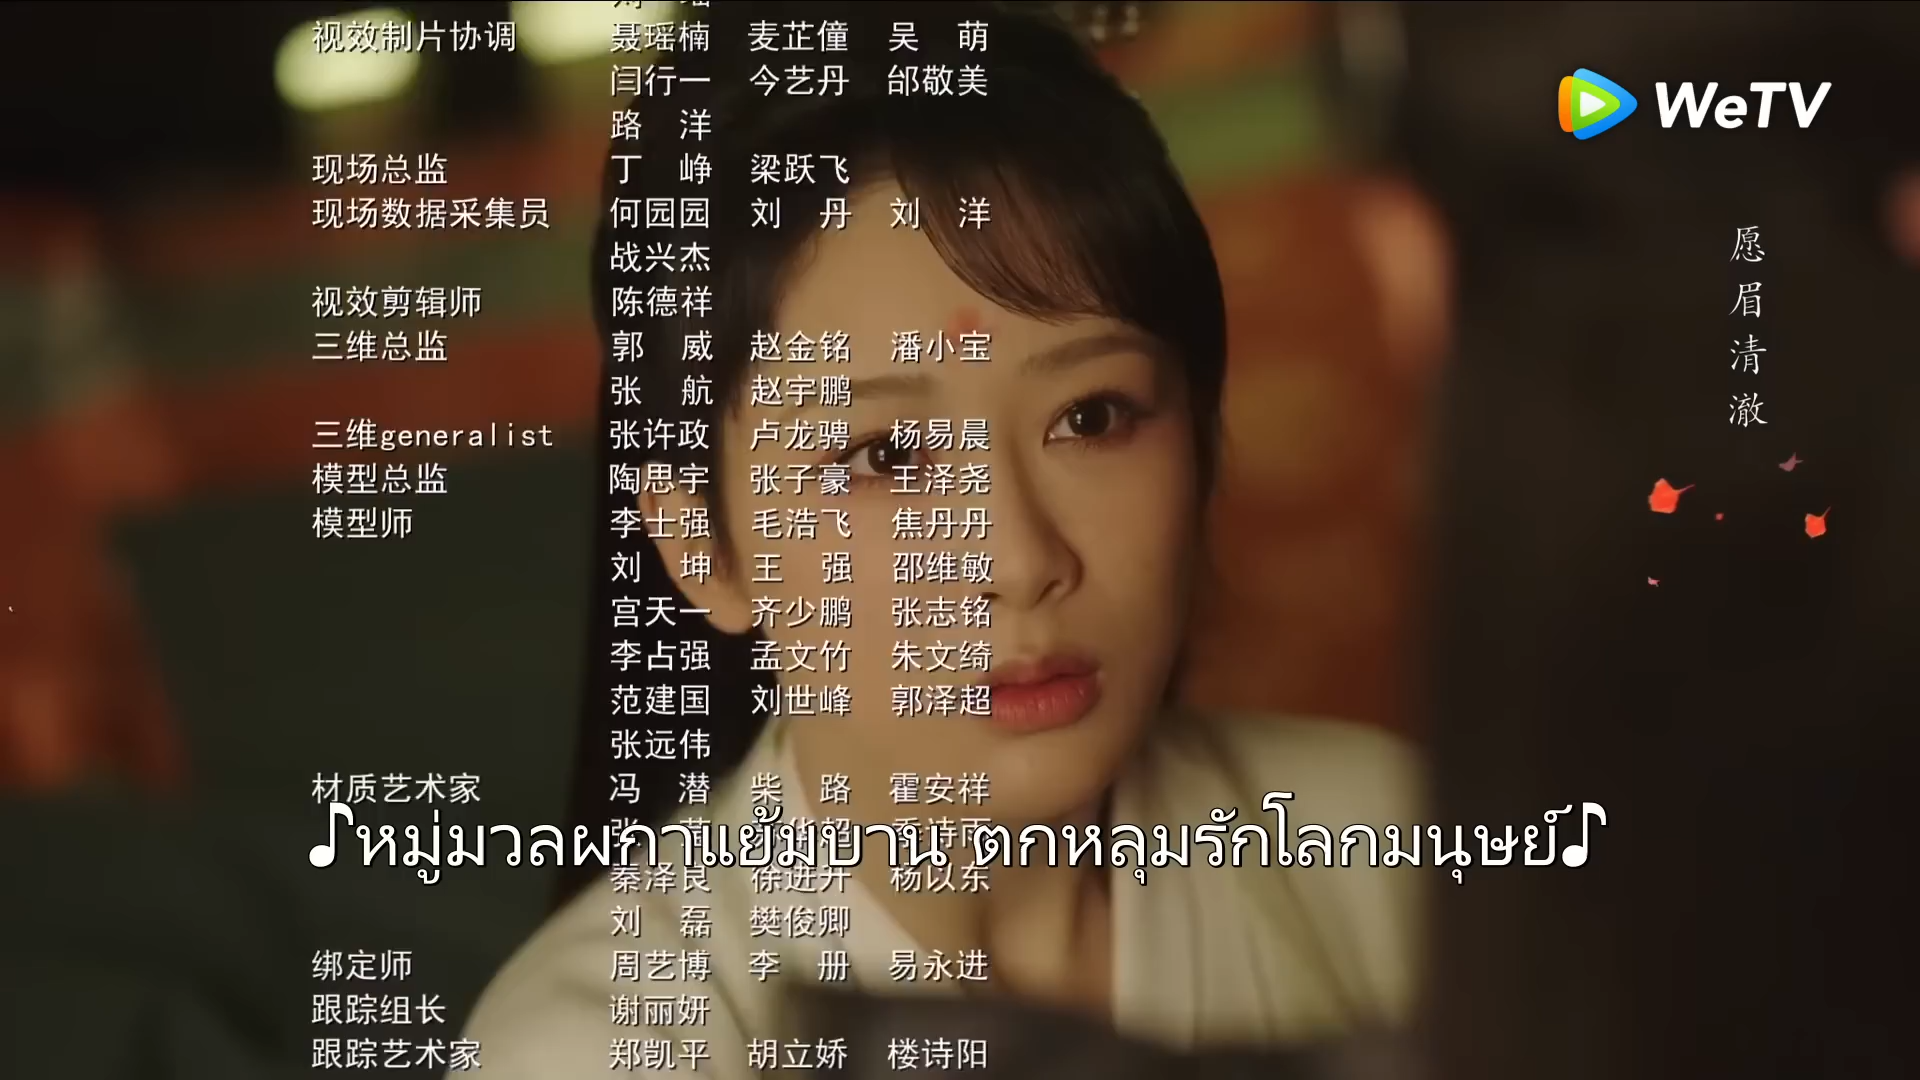 视效制片协调 聂瑶楠 麦芷僮 吴 萌
闫行一 今艺丹 邰敬美
路 洋
现场总监 丁 峥 梁跃飞
现场数据采集员 何园园 刘 丹 刘 洋
战兴杰
视效剪辑师 陈德祥
三维总监 郭 威 赵金铭 潘小宝
张 航 赵宇鹏
三维generalist 张许政 卢龙骋 杨易晨
模型总监 陶思宇 张子豪 王泽尧
模型师 李士强 毛浩飞 焦丹丹
刘 坤 王 强 邵维敏
宫天一 齐少鹏 张志铭
李占强 孟文竹 朱文绮
范建国 刘世峰 郭泽超
张远伟
材质艺术家 冯 潜 柴 路 霍安祥
♪หมู่มวลผกาแย้มบาน ตกหลุมรักโลกมนุษย์♪
秦泽良 徐进升 杨以东
刘 磊 樊俊卿
绑定师 周艺博 李 册 易永进
跟踪组长 谢丽妍
跟踪艺术家 郑凯平 胡立娇 楼诗阳
WeTV
愿眉清澈